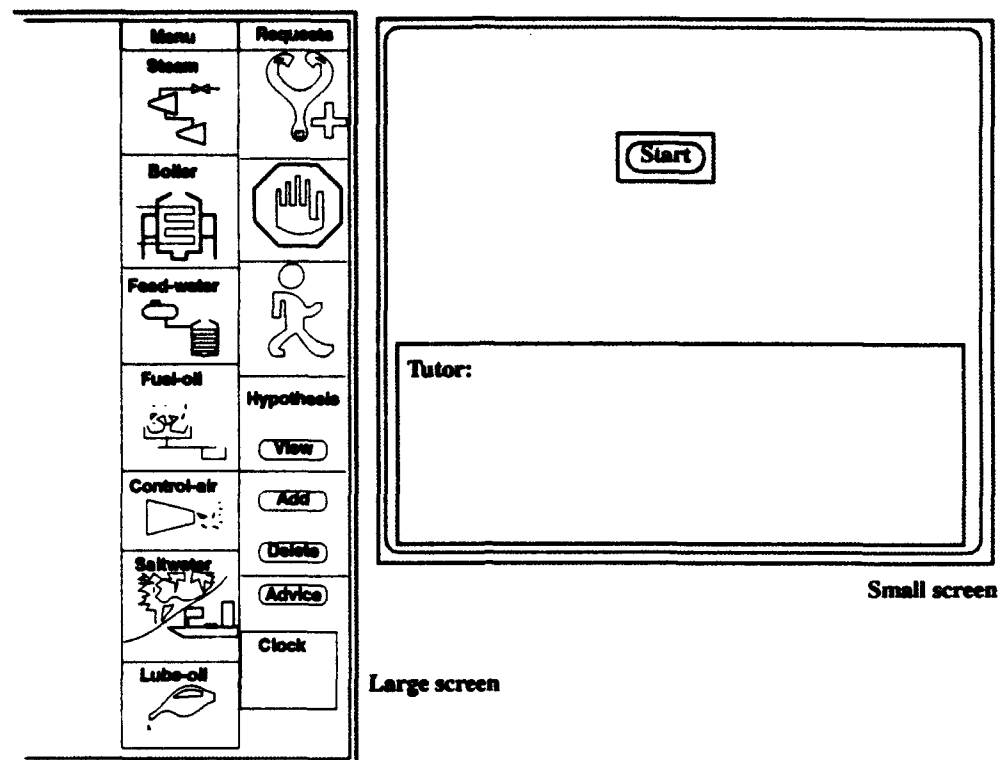 Menu
Requests
Steam
Boiler
Feed-water
Fuel-oil
Control-air
Saltwater
Lube-oil
Hypothesis
View
Add
Delete
Advice
Clock
Large screen
Start
Tutor:
Small screen